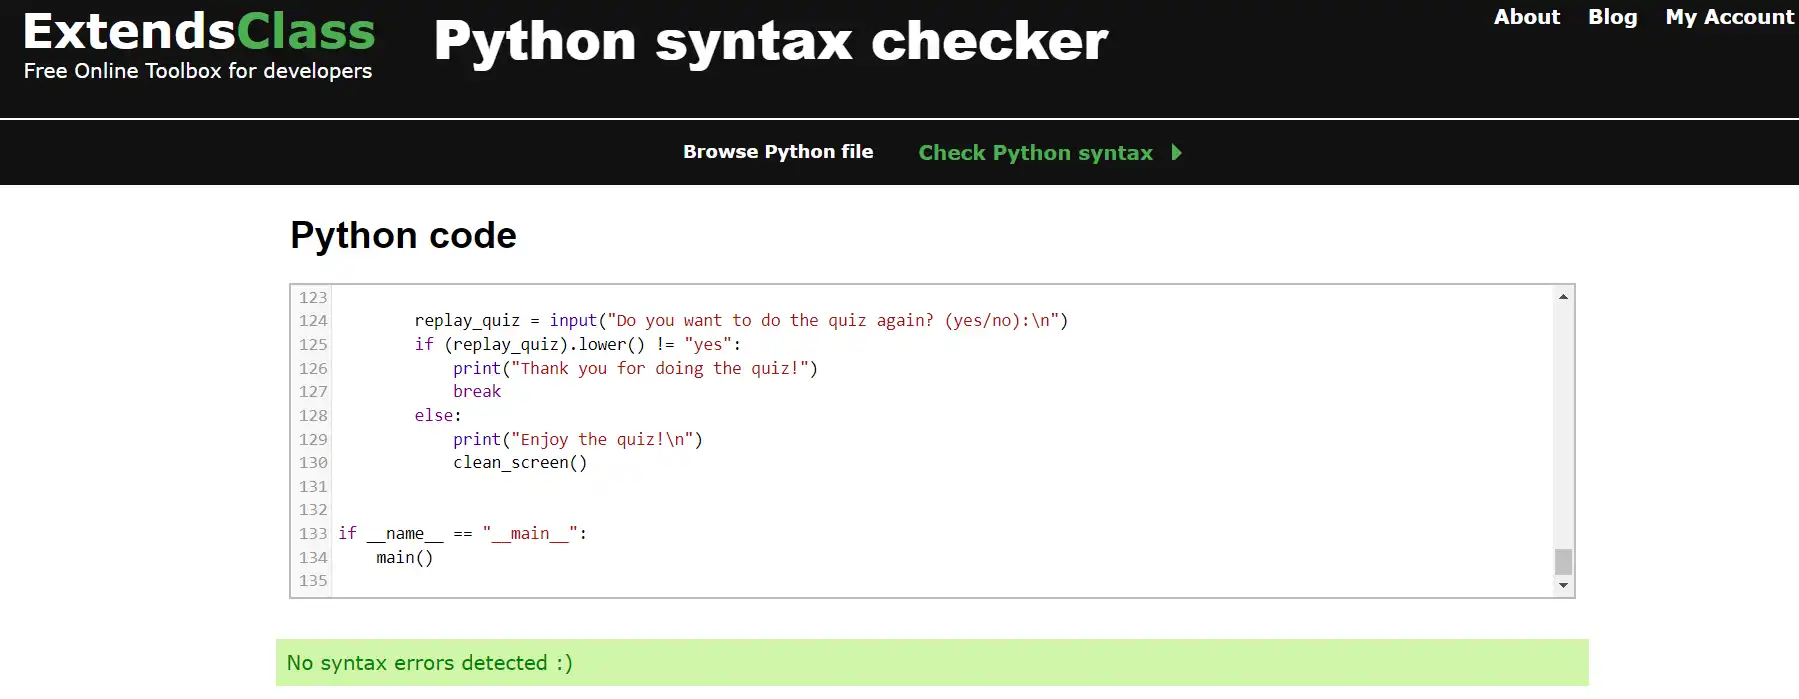 ExtendsClass
Free Online Toolbox for developers
Python syntax checker
About Blog My Account
Browse Python file Check Python syntax
Python code
123
124 replay_quiz = input("Do you want to do the quiz again? (yes/no):\n")
125 if (replay_quiz).lower() != "yes":
126 print("Thank you for doing the quiz!")
127 break
128 else:
129 print("Enjoy the quiz!\n")
130 clean_screen()
131
132
133 if __name__ == "__main__":
134 main()
135
No syntax errors detected :)